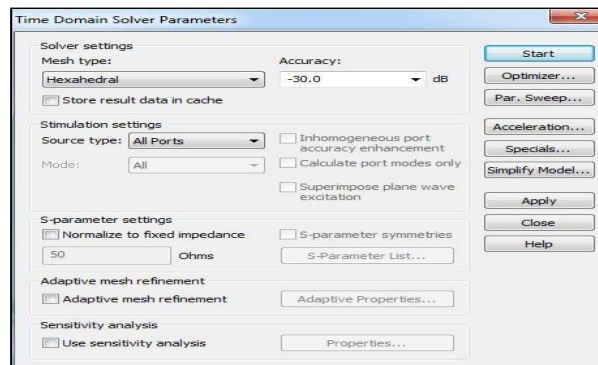 Time Domain Solver Parameters
Solver settings
Mesh type:
Accuracy:
Hexahedral
-30.0
dB
Store result data in cache
Stimulation settings
Source type:
All Ports
Inhomogeneous port
accuracy enhancement
Mode:
All
Calculate port modes only
Superimpose plane wave
excitation
S-parameter settings
Normalize to fixed impedance
S-parameter symmetries
50
Ohms
S-Parameter List...
Adaptive mesh refinement
Adaptive mesh refinement
Adaptive Properties...
Sensitivity analysis
Use sensitivity analysis
Properties...
Start
Optimizer...
Par. Sweep...
Acceleration...
Specials...
Simplify Model...
Apply
Close
Help